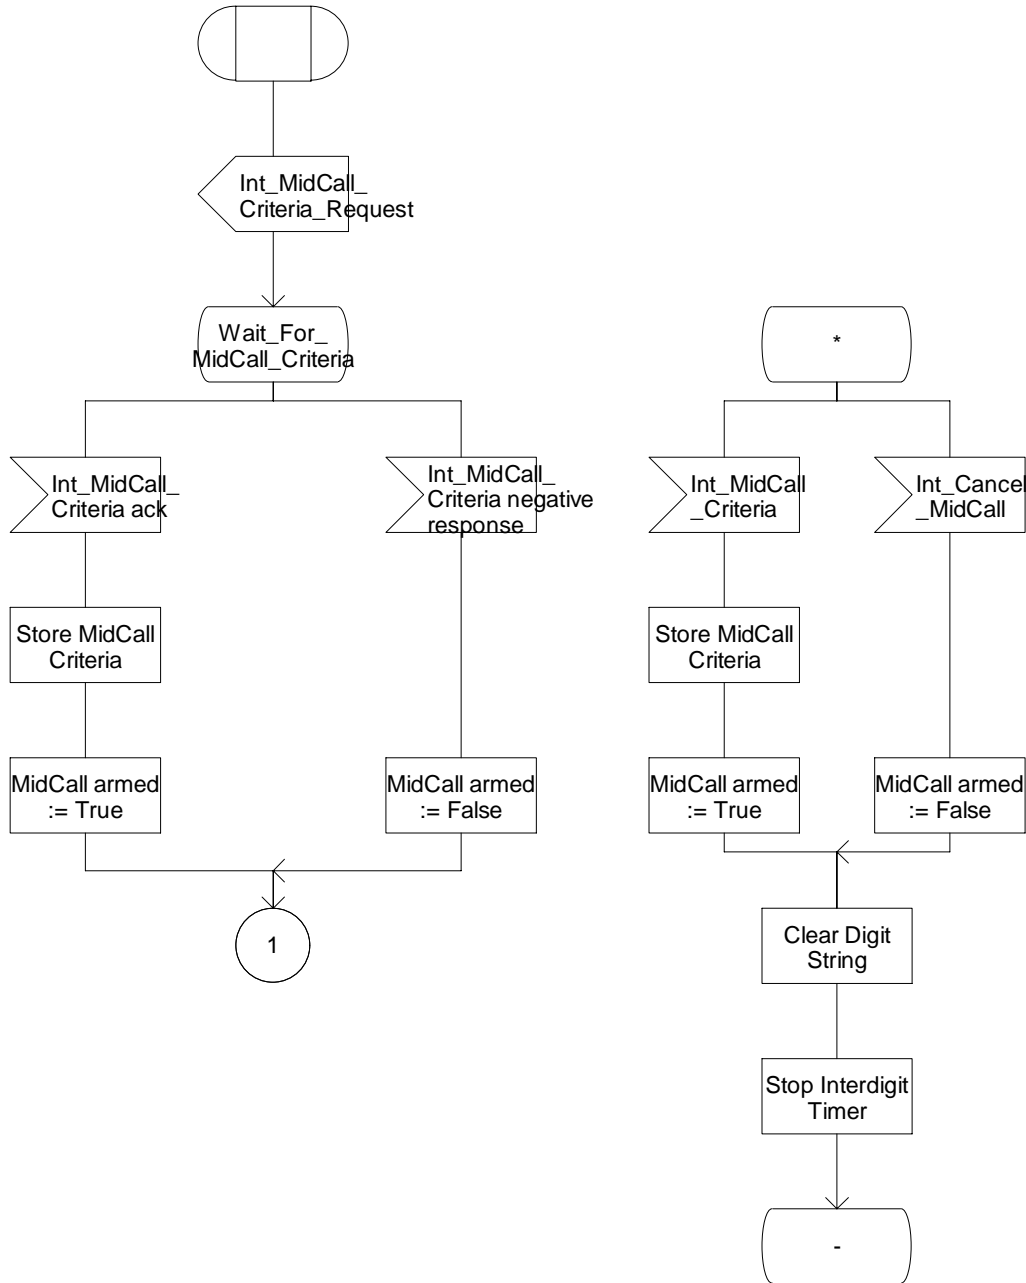 Int_MidCall_
Criteria_Request
Wait_For_
MidCall_Criteria
Int_MidCall_
Criteria ack
Int_MidCall_
Criteria negative
response
Store MidCall
Criteria
MidCall armed
:= True
MidCall armed
:= False
1
*
Int_MidCall
_Criteria
Int_Cancel
_MidCall
Store MidCall
Criteria
MidCall armed
:= True
MidCall armed
:= False
Clear Digit
String
Stop Interdigit
Timer
-